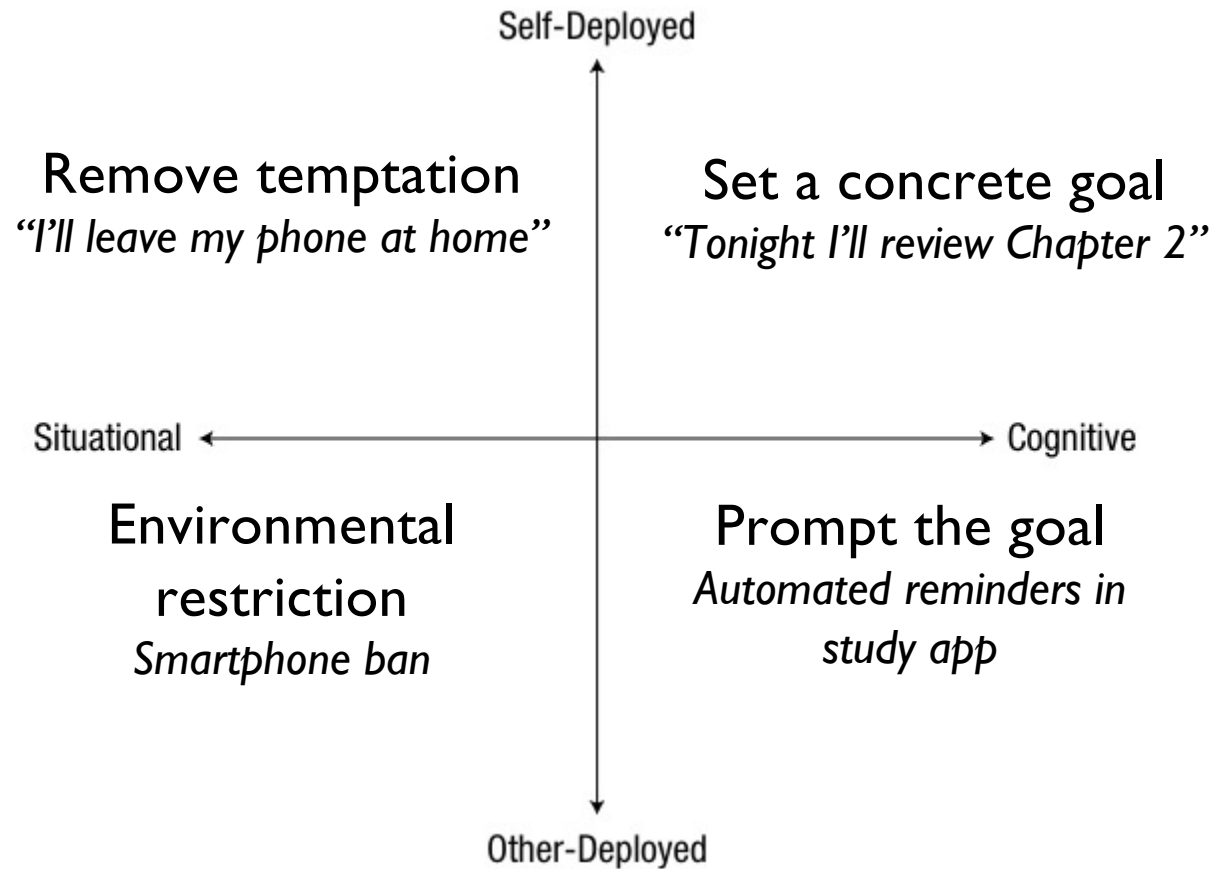 Self-Deployed
Remove temptation
“I’ll leave my phone at home”
Set a concrete goal
“Tonight I’ll review Chapter 2”
Situational
Cognitive
Environmental
restriction
Smartphone ban
Prompt the goal
Automated reminders in
study app
Other-Deployed